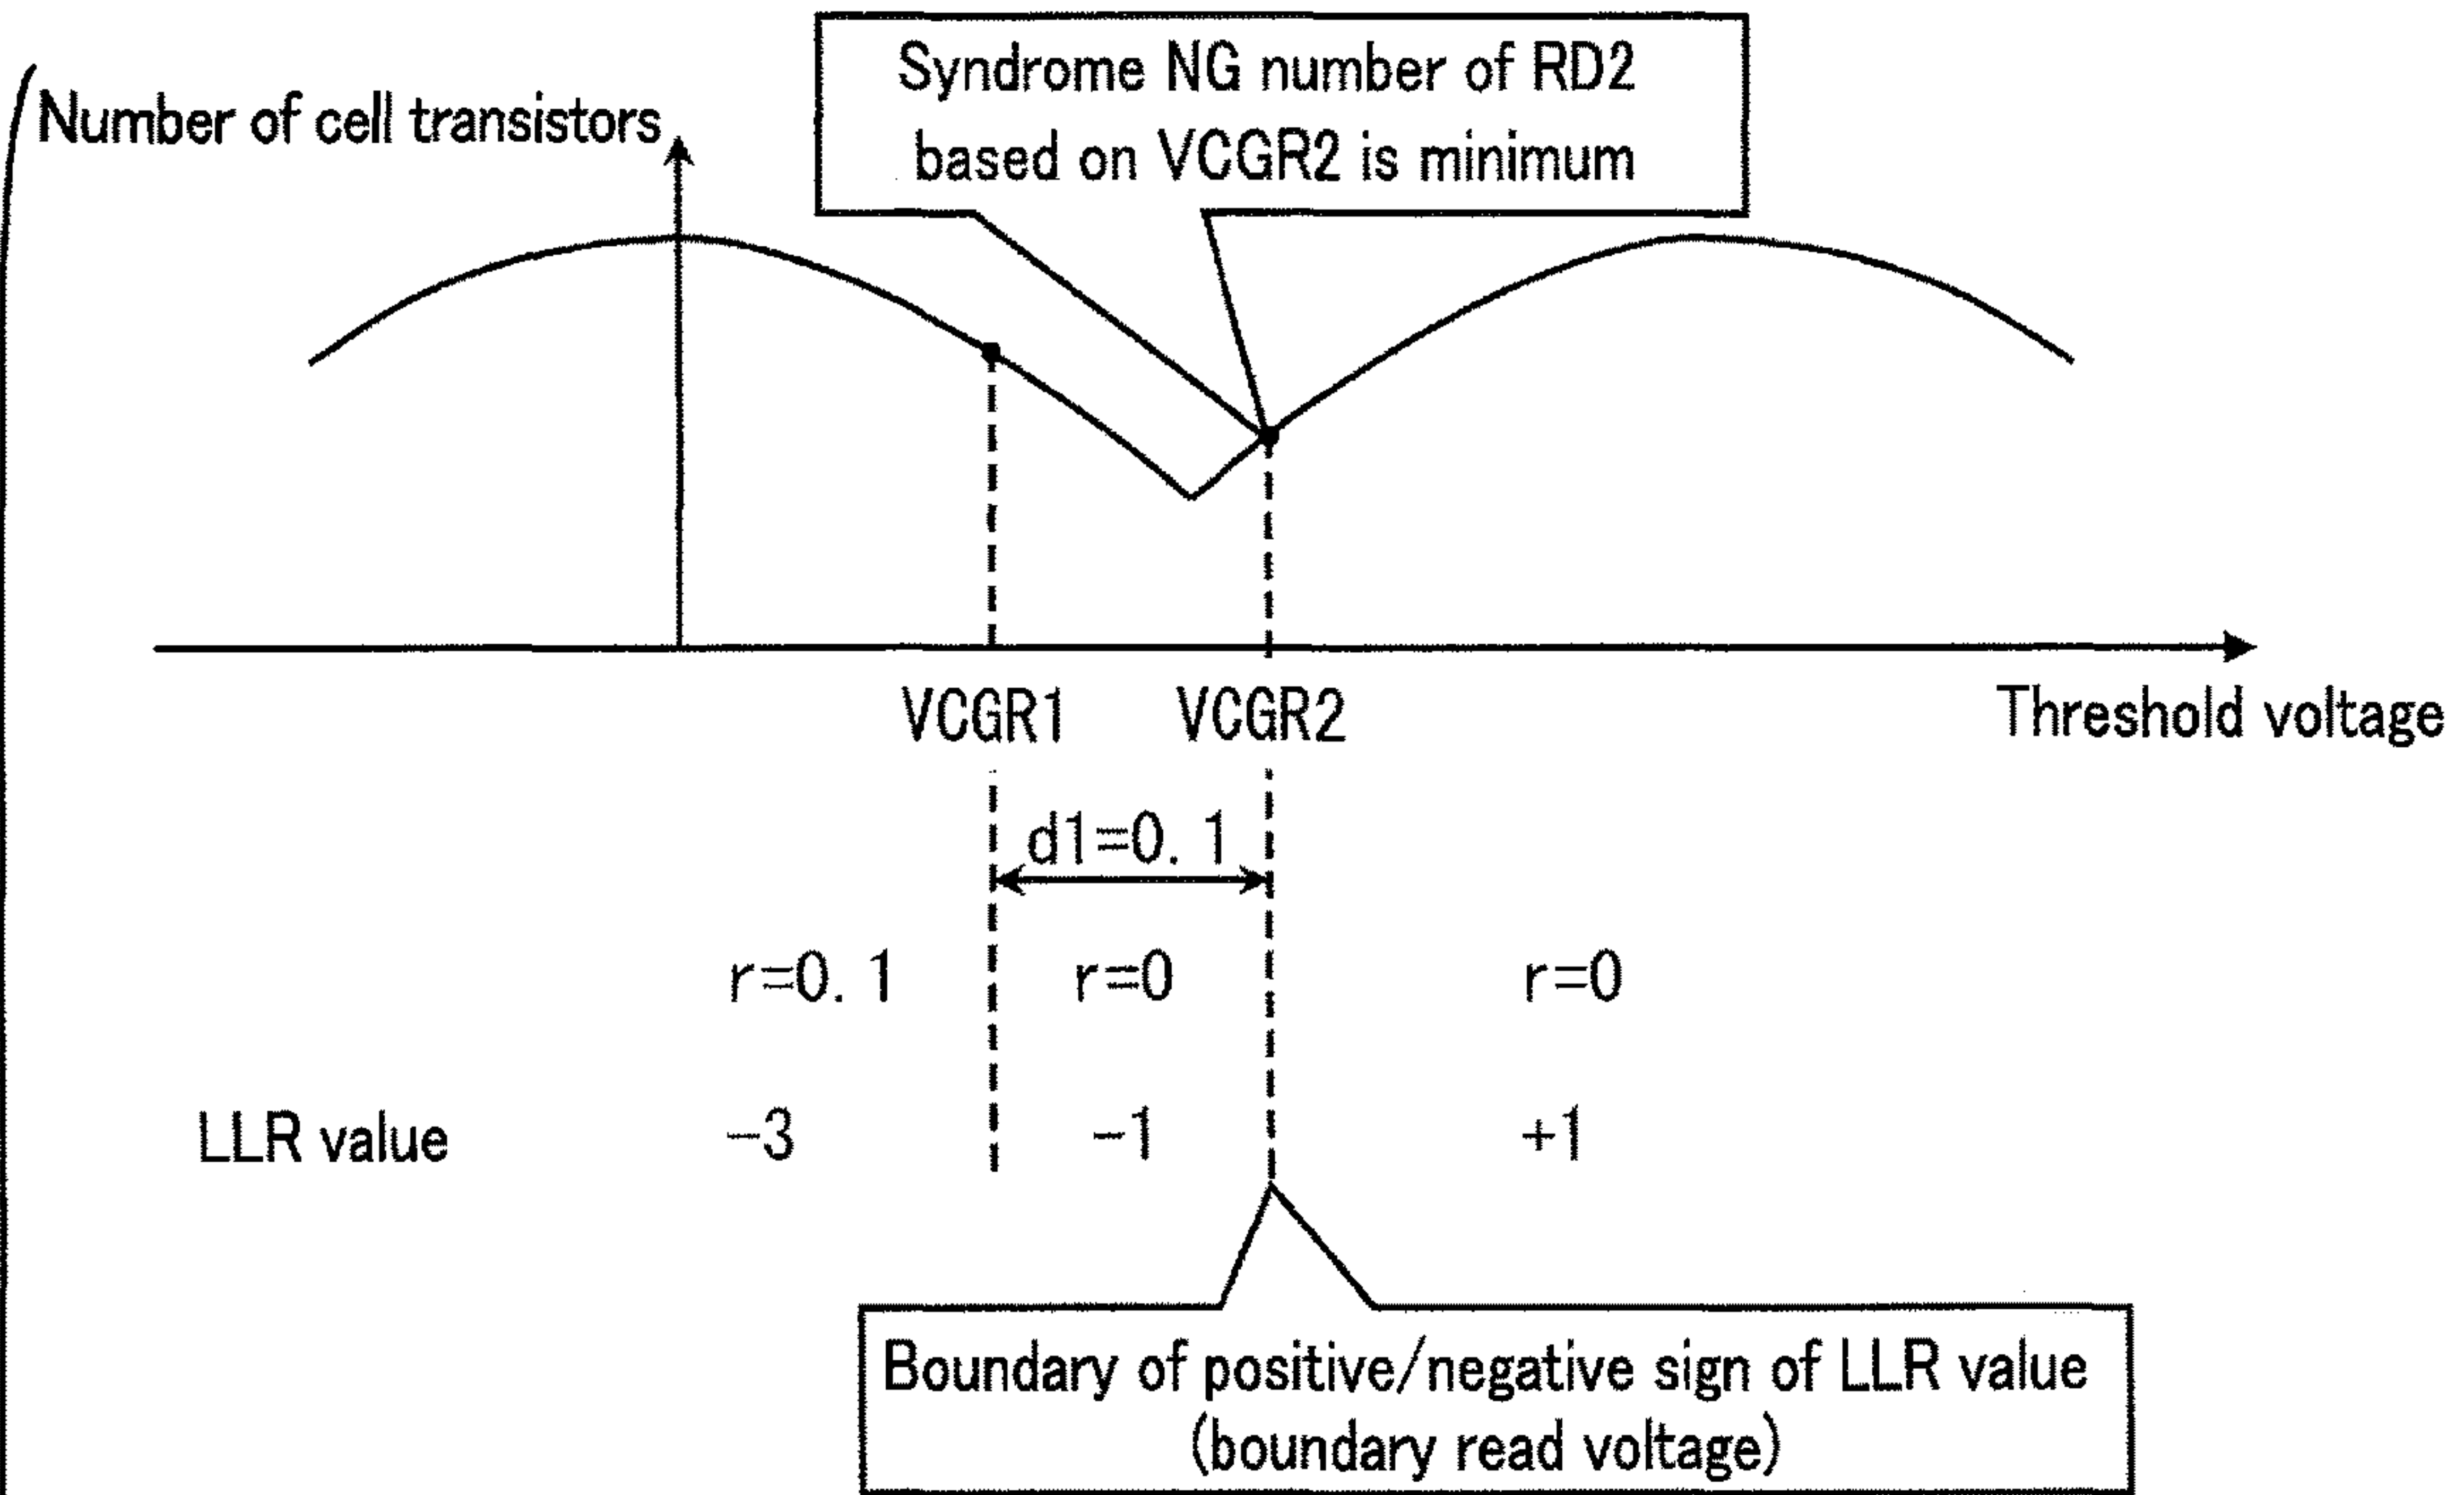 Syndrome NG number of RD2
based on VCGR2 is minimum
Number of cell transistors
VCGR1 VCGR2
Threshold voltage
d1=0. 1
r=0. 1 r=0 r=0
LLR value −3 −1 +1
Boundary of positive/negative sign of LLR value
(boundary read voltage)